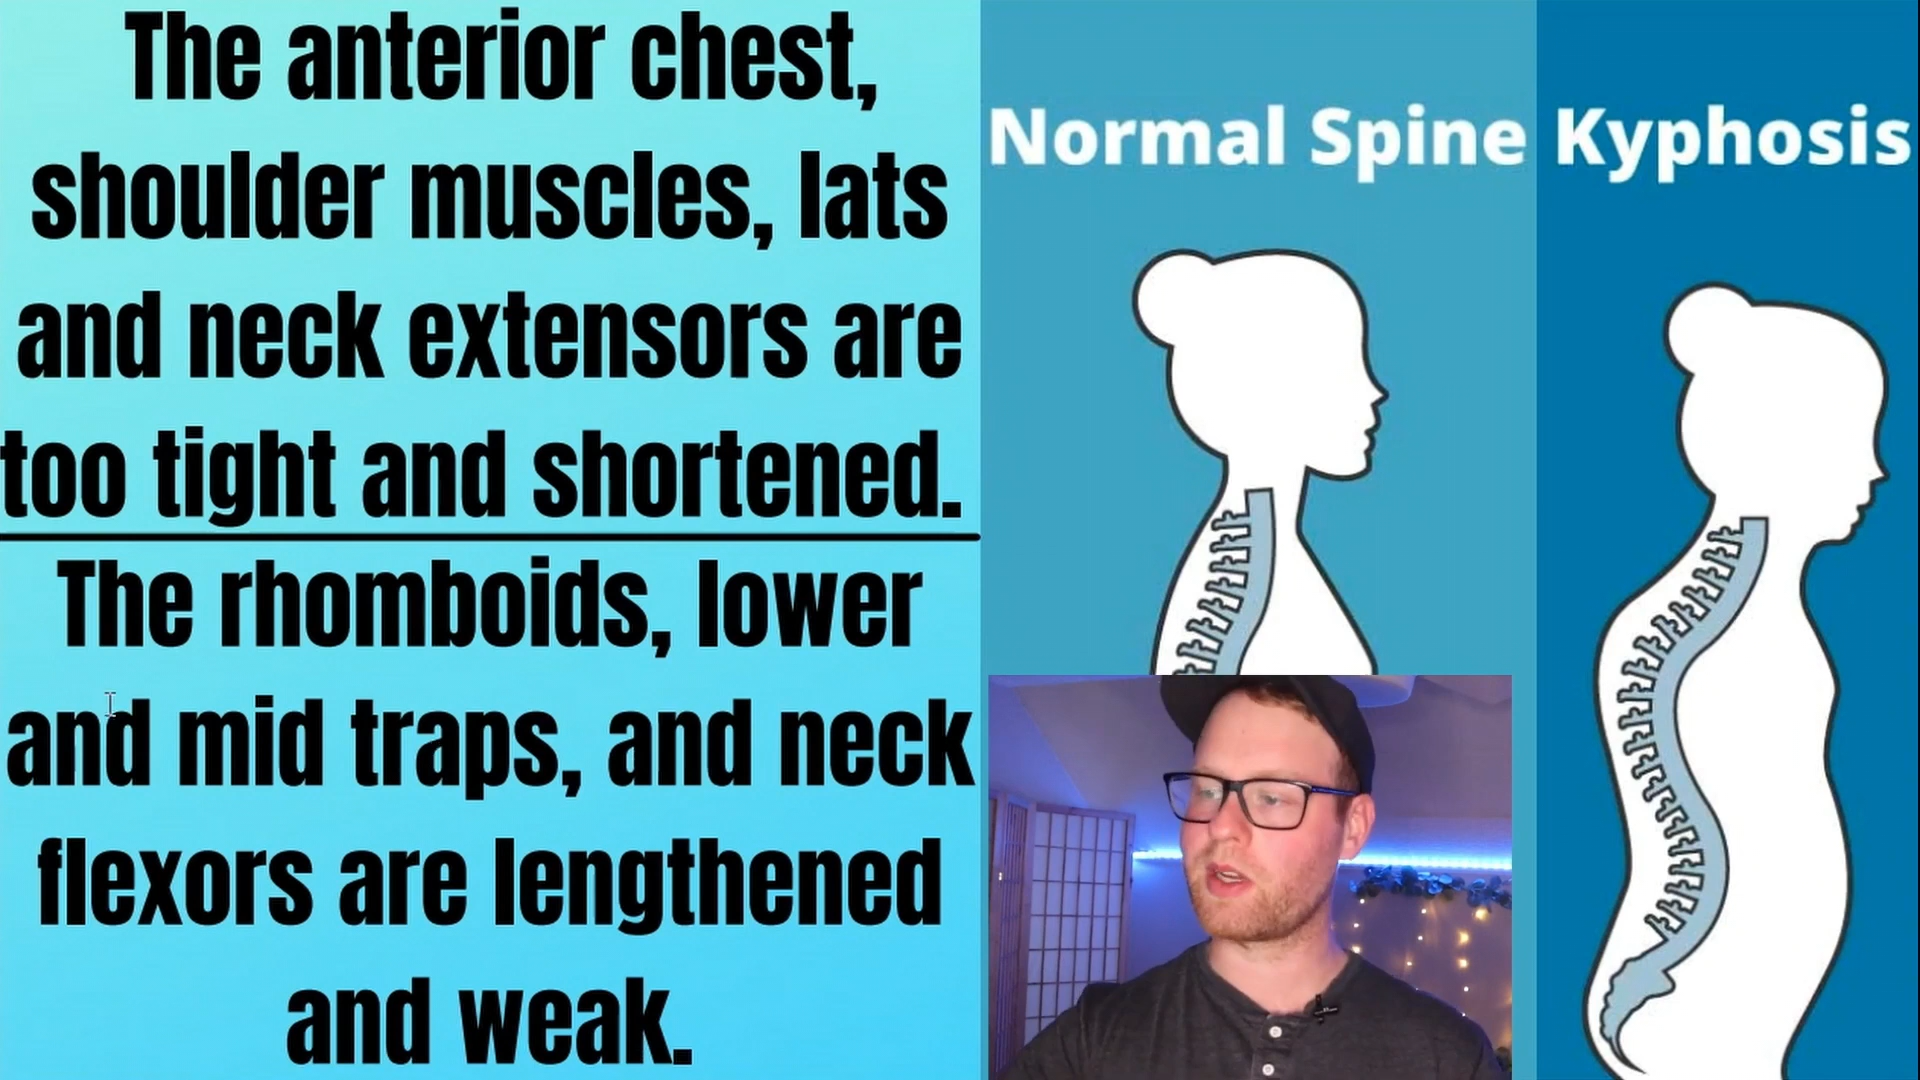 The anterior chest,
shoulder muscles, lats
and neck extensors are
too tight and shortened.
The rhomboids, lower
and mid traps, and neck
flexors are lengthened
and weak.
Normal Spine
Kyphosis